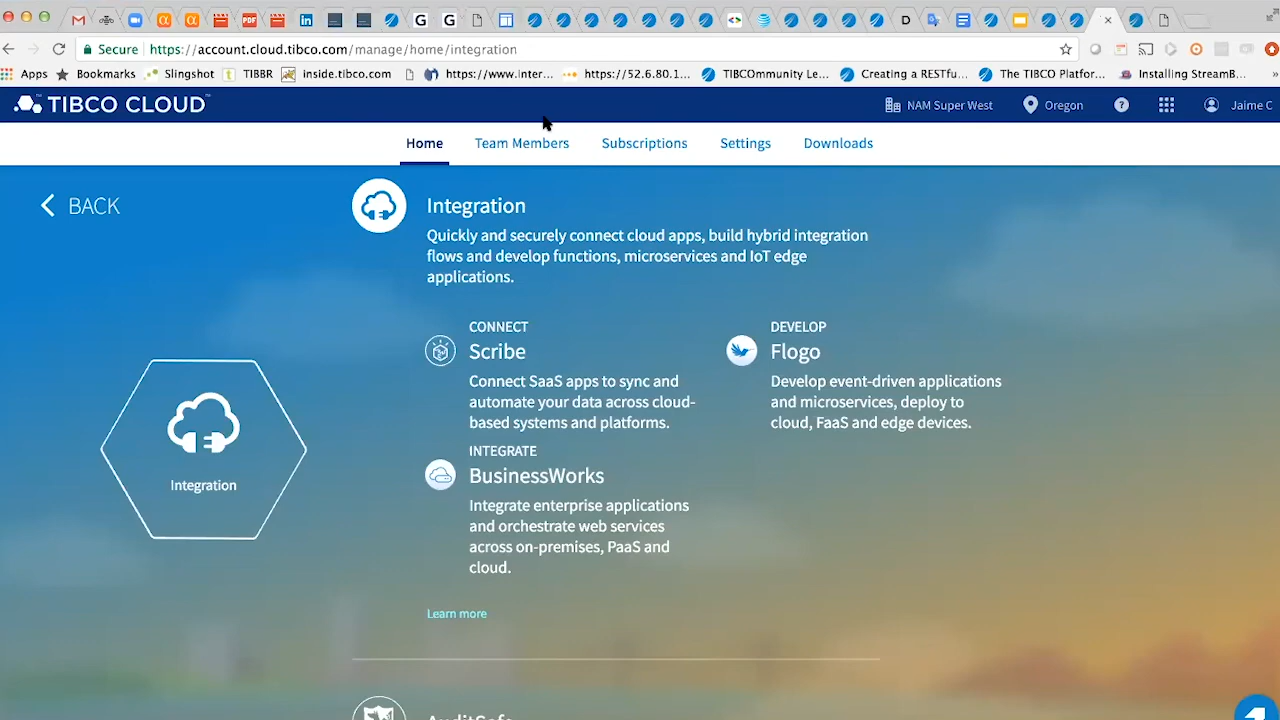 Secure https://account.cloud.tibco.com/manage/home/integration
Apps Bookmarks Slingshot TIBBR inside.tibco.com https://www.inter... https://52.6.80.1... TIBCOmmunity Le... Creating a RESTfu... The TIBCO Platfor... Installing StreamB...
TIBCO CLOUD™ NAM Super West Oregon ? Jaime C
Home Team Members Subscriptions Settings Downloads
BACK
Integration
Quickly and securely connect cloud apps, build hybrid integration
flows and develop functions, microservices and IoT edge
applications.
CONNECT
Scribe
Connect SaaS apps to sync and
automate your data across cloud-
based systems and platforms.
DEVELOP
Flogo
Develop event-driven applications
and microservices, deploy to
cloud, FaaS and edge devices.
INTEGRATE
BusinessWorks
Integrate enterprise applications
and orchestrate web services
across on-premises, PaaS and
cloud.
Integration
Learn more
AuditSafe